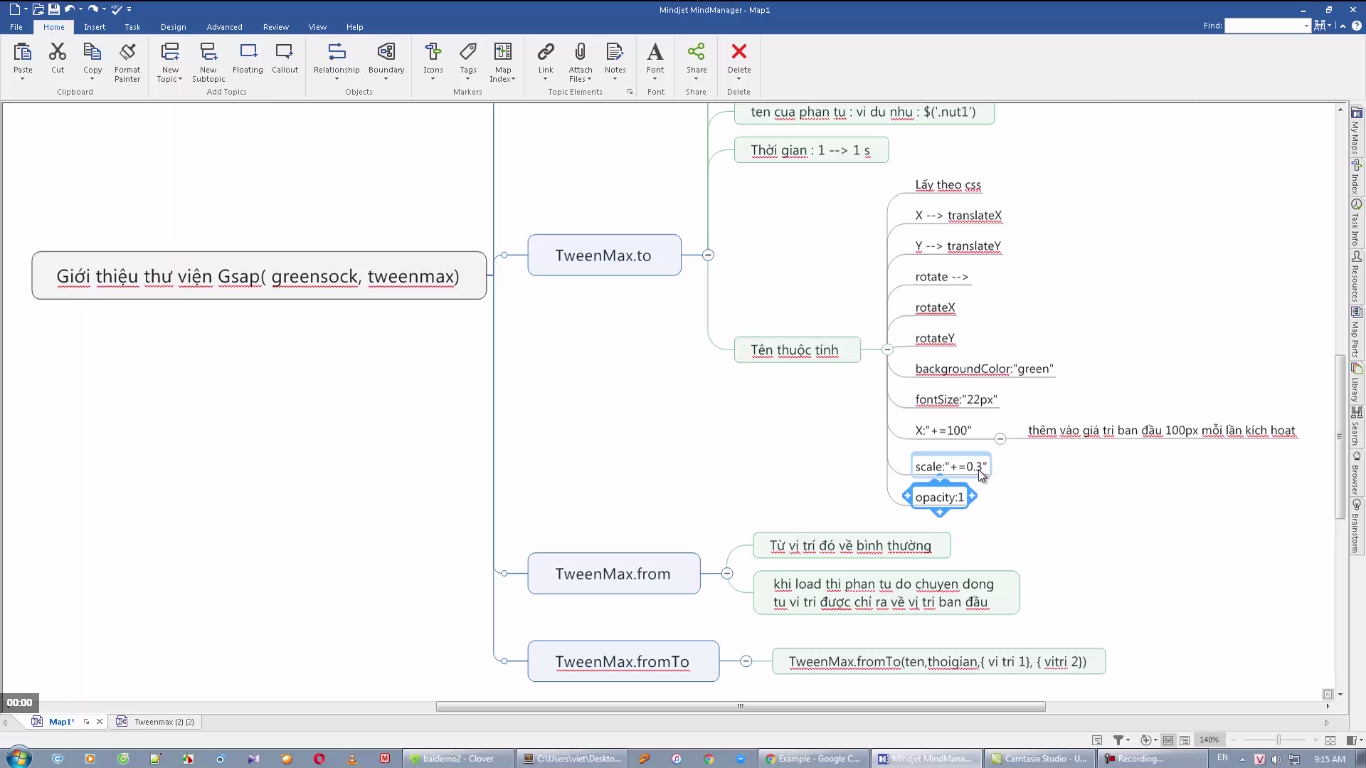 Mindjet MindManager - Map1
File Home Insert Task Design Advanced Review View Help
Find:
Paste Cut Copy Format Painter
New Topic New Subtopic Floating Callout
Relationship Boundary
Icons Tags Map Index
Link Attach Files Notes
Font Share Delete
Clipboard Add Topics Objects Markers Topic Elements Font Share Delete
ten cua phan tu : vi du nhu : $('.nut1')
Thời gian : 1 --> 1 s
Lấy theo css
X --> translateX
Y --> translateY
rotate -->
rotateX
rotateY
backgroundColor:"green"
fontSize:"22px"
X:"+=100"
thêm vào giá trị ban đầu 100px mỗi lần kích hoạt
scale:"+=0.3"
opacity:1
Tên thuộc tính
TweenMax.to
Giới thiệu thư viện Gsap( greensock, tweenmax)
TweenMax.from
Từ vị trí đó về bình thường
khi load thi phan tu do chuyen dong
tu vi tri được chỉ ra về vị trí ban đầu
TweenMax.fromTo
TweenMax.fromTo(ten,thoigian,{ vi tri 1}, { vitri 2})
My Maps
Index
Task Info
Resources
Map Parts
Library
Search
Browser
Brainstorm
00:00
Map1*
Tweenmax (2) (2)
140%
baidemo2 - Clover
C:\Users\viet\Deskto...
Example - Google C...
Mindjet MindMana...
Camtasia Studio - U...
Recording...
EN
9:15 AM